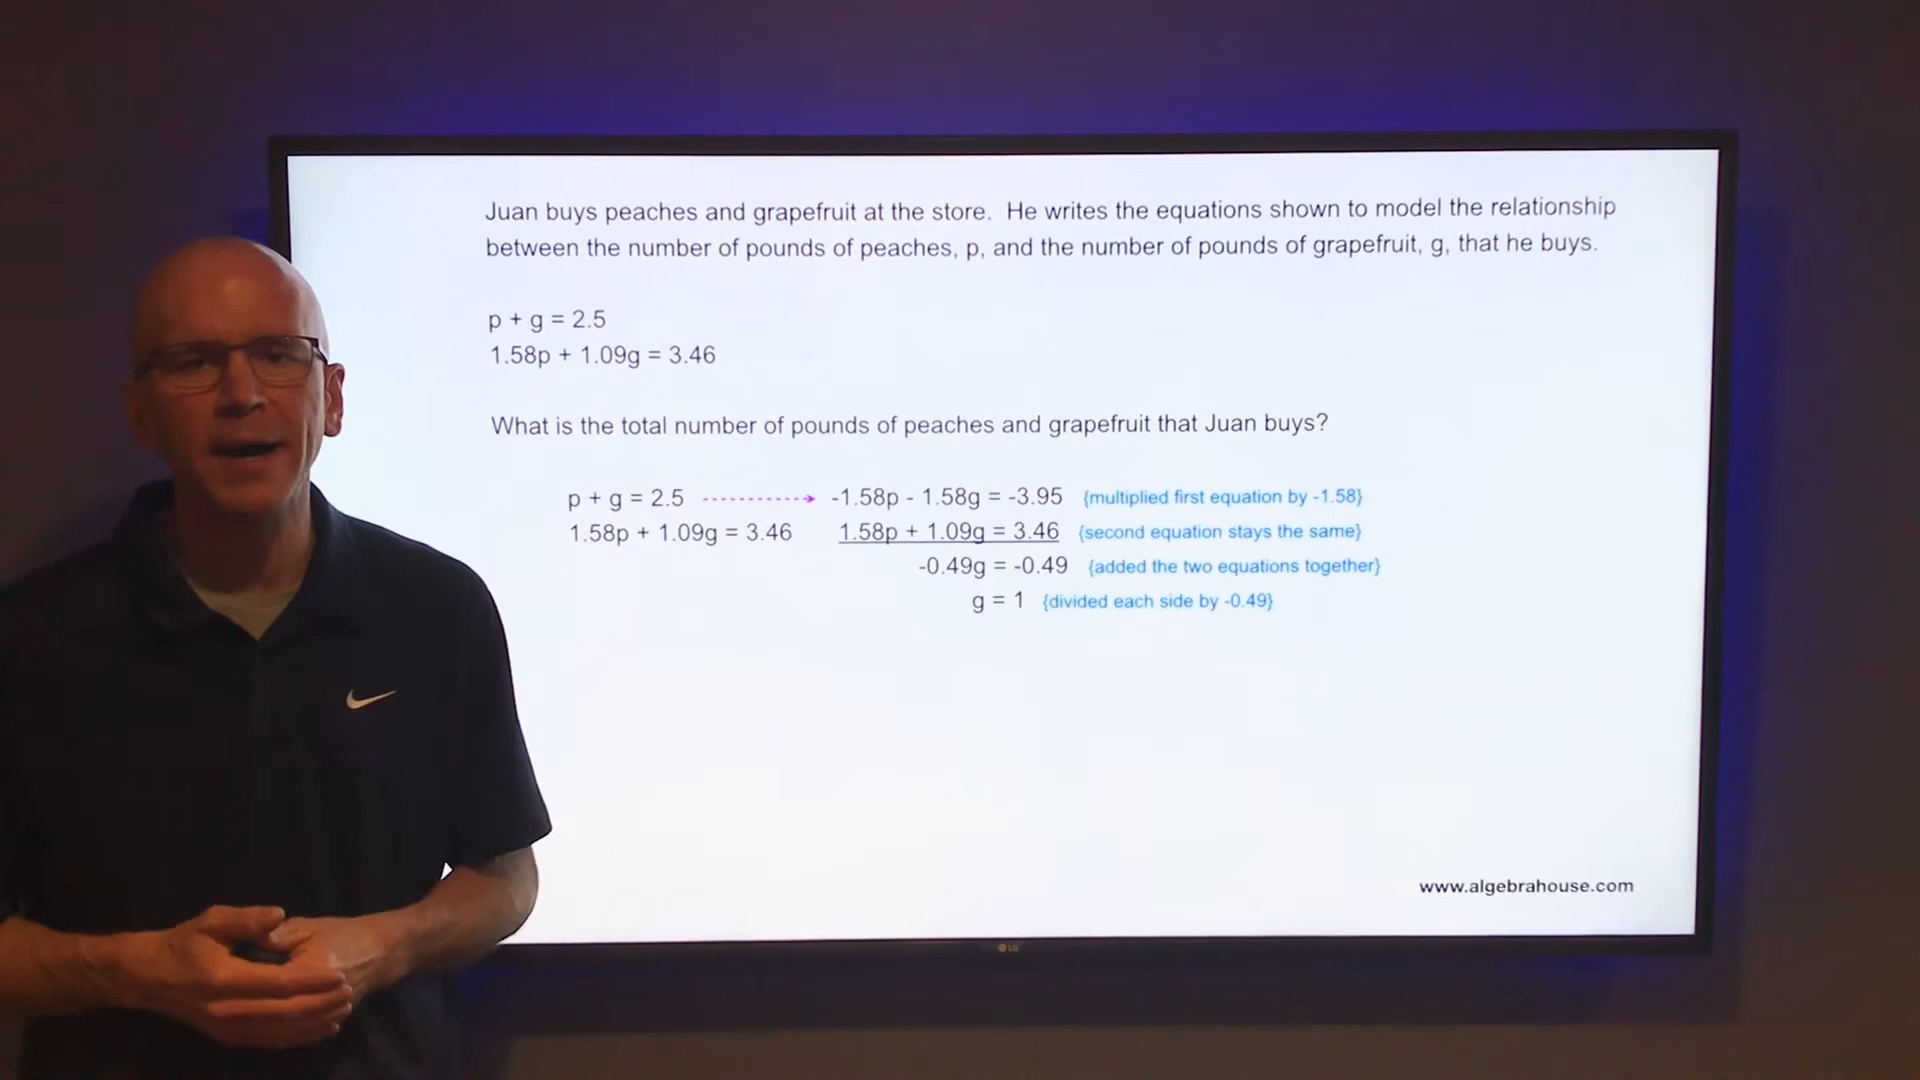 Juan buys peaches and grapefruit at the store. He writes the equations shown to model the relationship
between the number of pounds of peaches, p, and the number of pounds of grapefruit, g, that he buys.
p + g = 2.5
1.58p + 1.09g = 3.46
What is the total number of pounds of peaches and grapefruit that Juan buys?
p + g = 2.5 -1.58p - 1.58g = -3.95 {multiplied first equation by -1.58}
1.58p + 1.09g = 3.46 1.58p + 1.09g = 3.46 {second equation stays the same}
-0.49g = -0.49 {added the two equations together}
g = 1 {divided each side by -0.49}
www.algebrahouse.com
LG